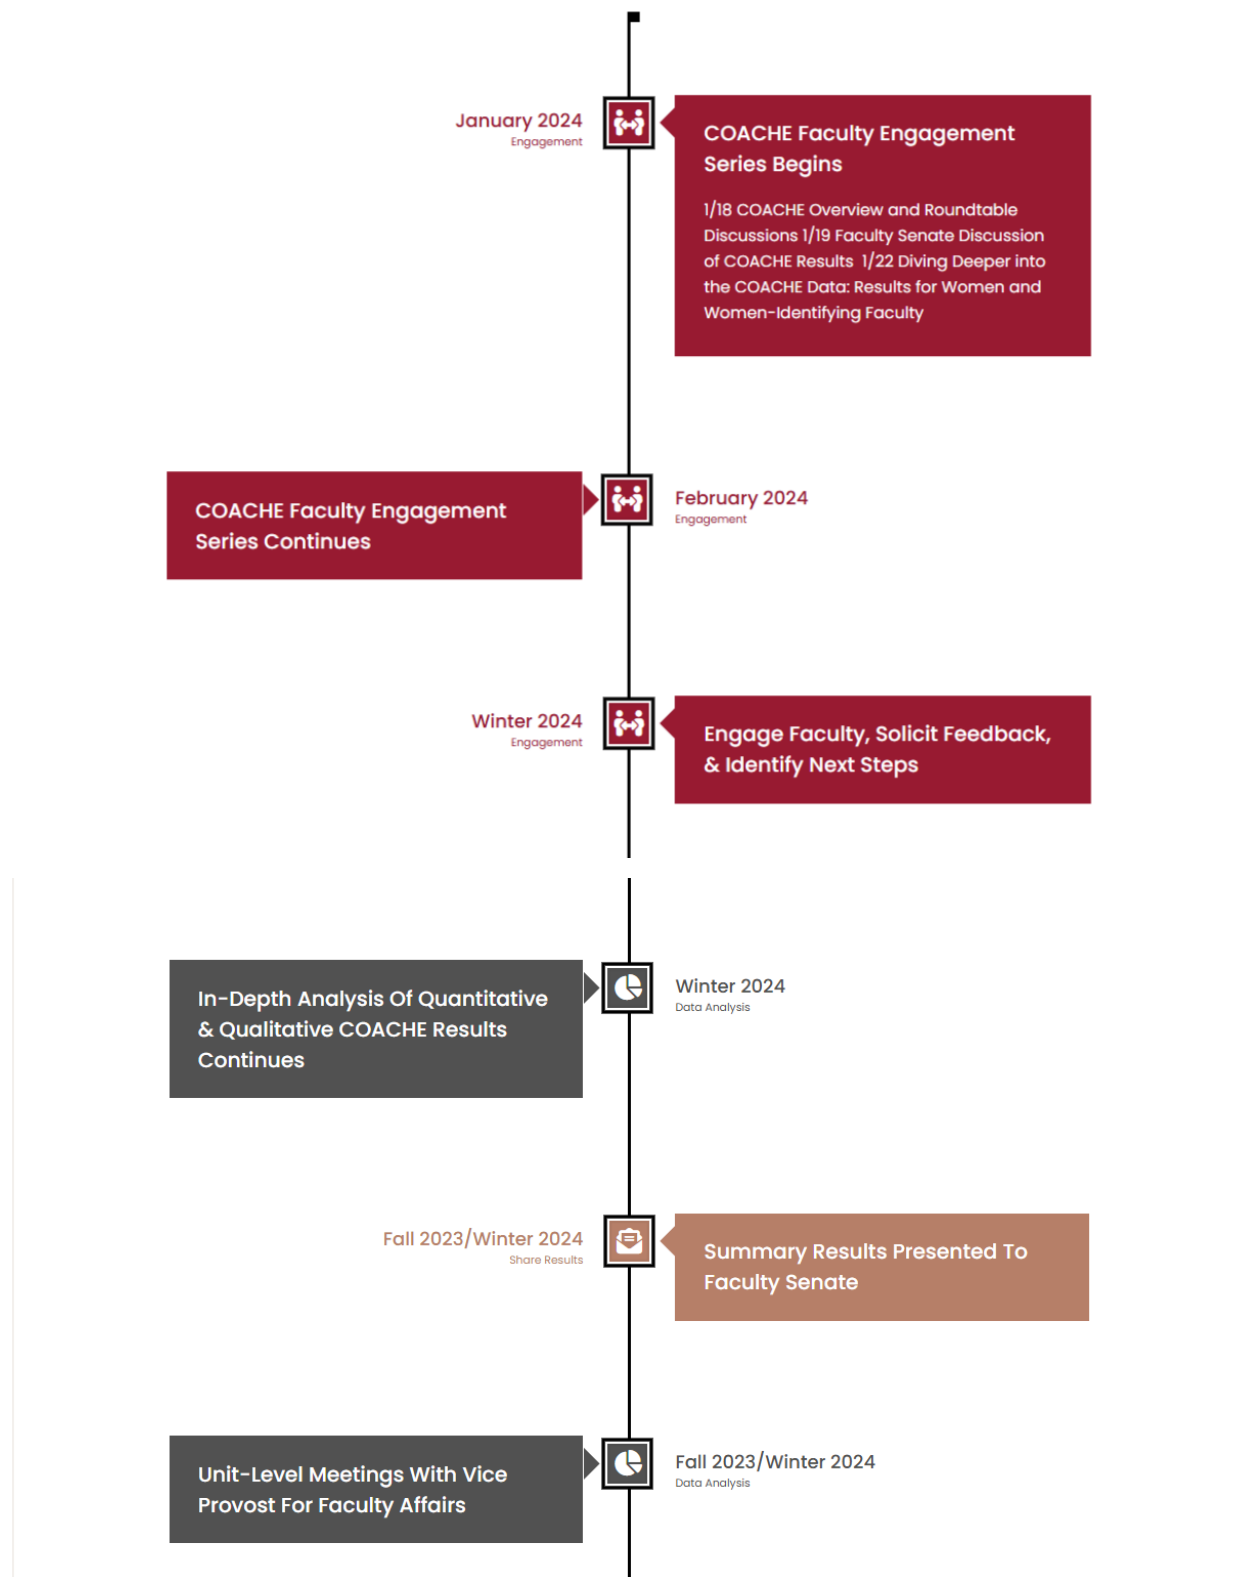 January 2024
Engagement
COACHE Faculty Engagement
Series Begins
1/18 COACHE Overview and Roundtable
Discussions 1/19 Faculty Senate Discussion
of COACHE Results  1/22 Diving Deeper into
the COACHE Data: Results for Women and
Women-Identifying Faculty
COACHE Faculty Engagement
Series Continues
February 2024
Engagement
Winter 2024
Engagement
Engage Faculty, Solicit Feedback,
& Identify Next Steps
In-Depth Analysis Of Quantitative
& Qualitative COACHE Results
Continues
Winter 2024
Data Analysis
Fall 2023/Winter 2024
Share Results
Summary Results Presented To
Faculty Senate
Unit-Level Meetings With Vice
Provost For Faculty Affairs
Fall 2023/Winter 2024
Data Analysis